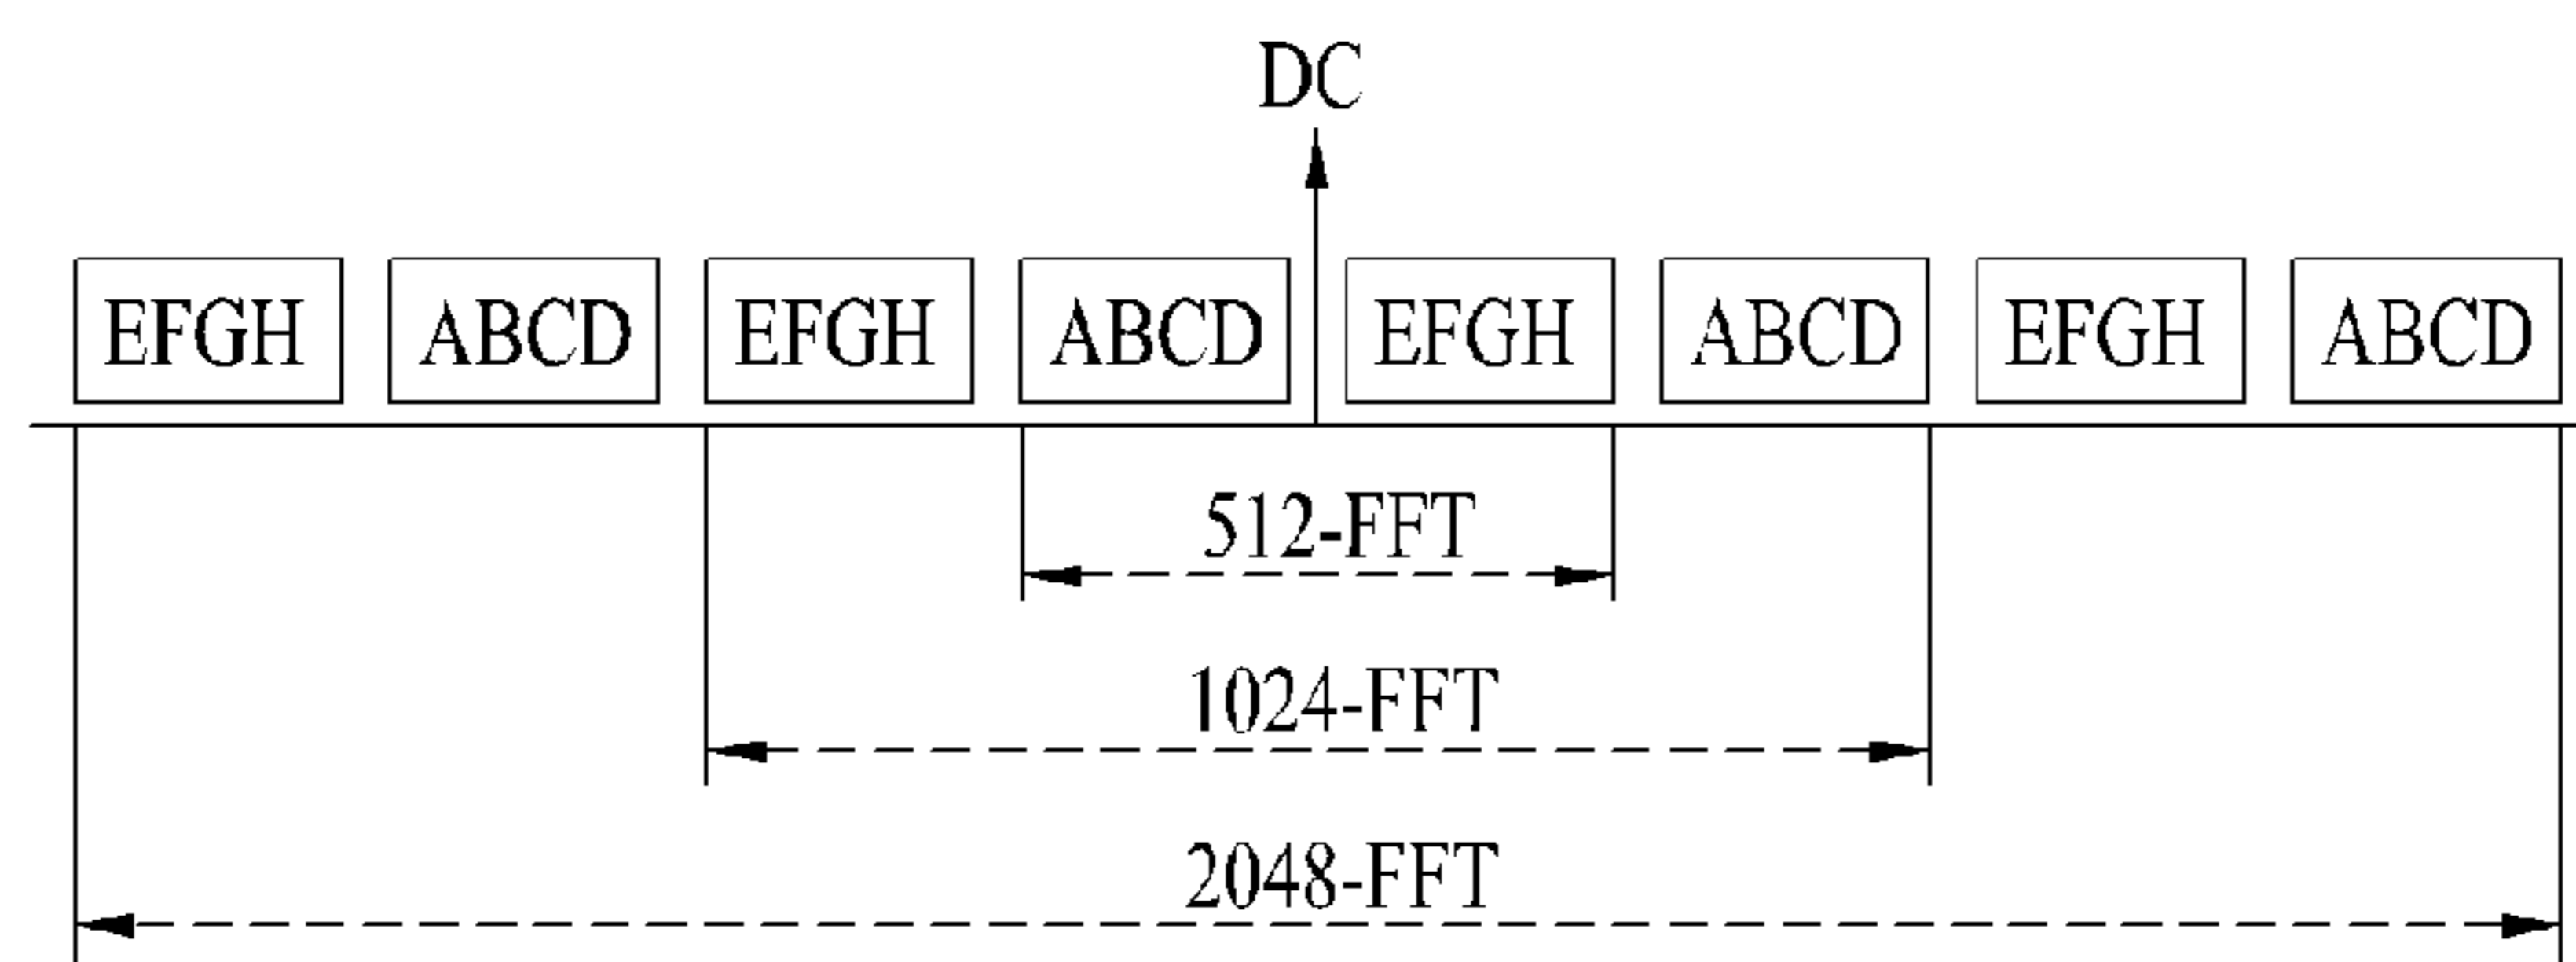 DC
EFGH ABCD EFGH ABCD EFGH ABCD EFGH ABCD
512-FFT
1024-FFT
2048-FFT